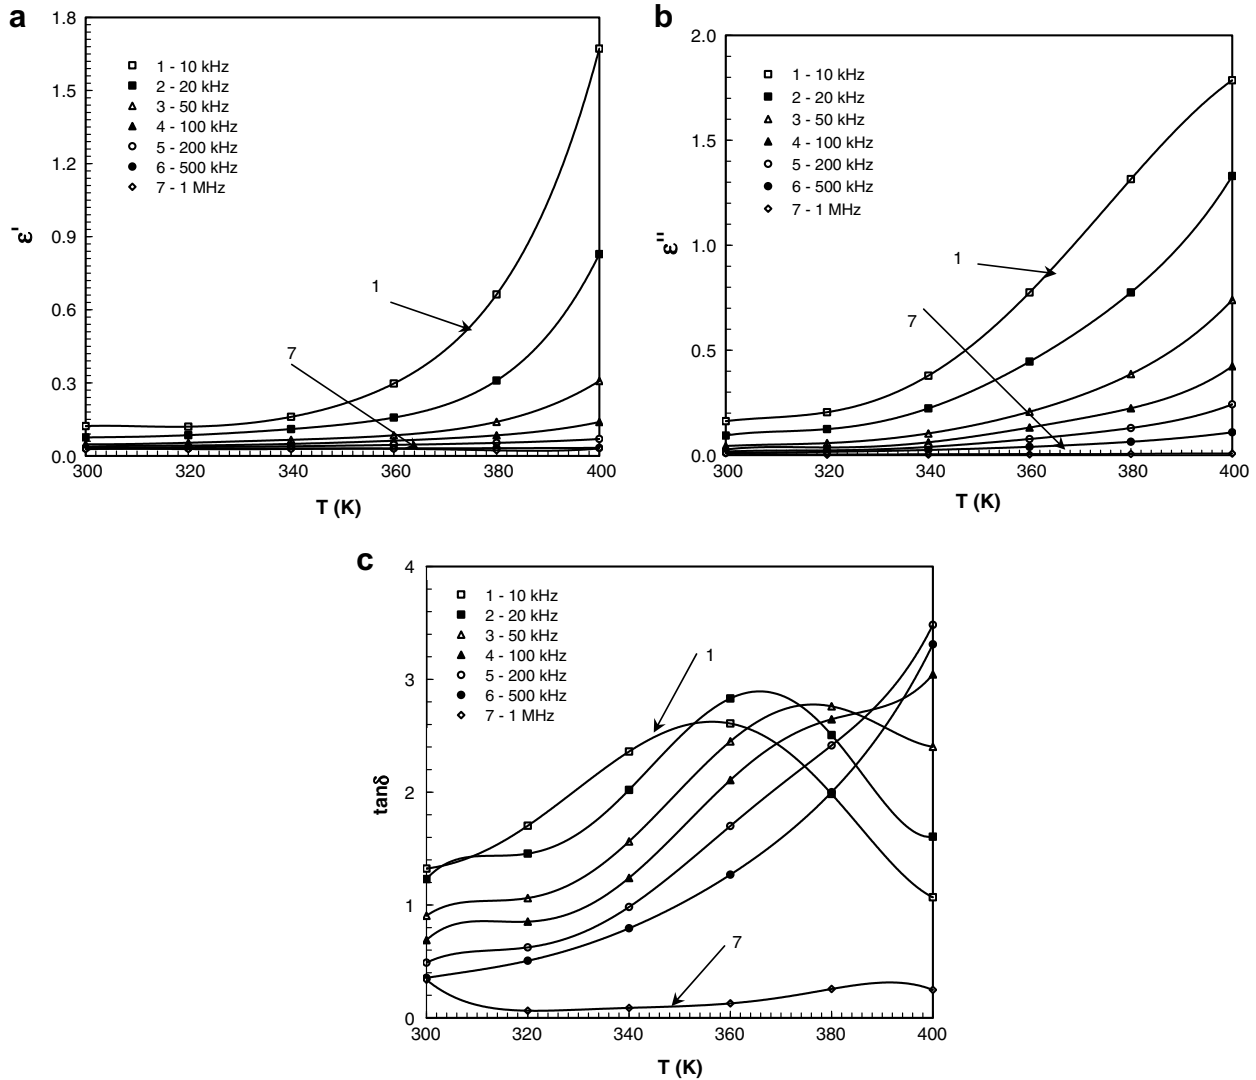 a
1.8
1.5
1.2
0.9
0.6
0.3
0.0
ε'
1 - 10 kHz
2 - 20 kHz
3 - 50 kHz
4 - 100 kHz
5 - 200 kHz
6 - 500 kHz
7 - 1 MHz
1
7
300 320 340 360 380 400
T (K)
b
2.0
1.5
1.0
0.5
0.0
ε''
1 - 10 kHz
2 - 20 kHz
3 - 50 kHz
4 - 100 kHz
5 - 200 kHz
6 - 500 kHz
7 - 1 MHz
1
7
300 320 340 360 380 400
T (K)
c
4
3
2
1
0
tanδ
1 - 10 kHz
2 - 20 kHz
3 - 50 kHz
4 - 100 kHz
5 - 200 kHz
6 - 500 kHz
7 - 1 MHz
1
7
300 320 340 360 380 400
T (K)